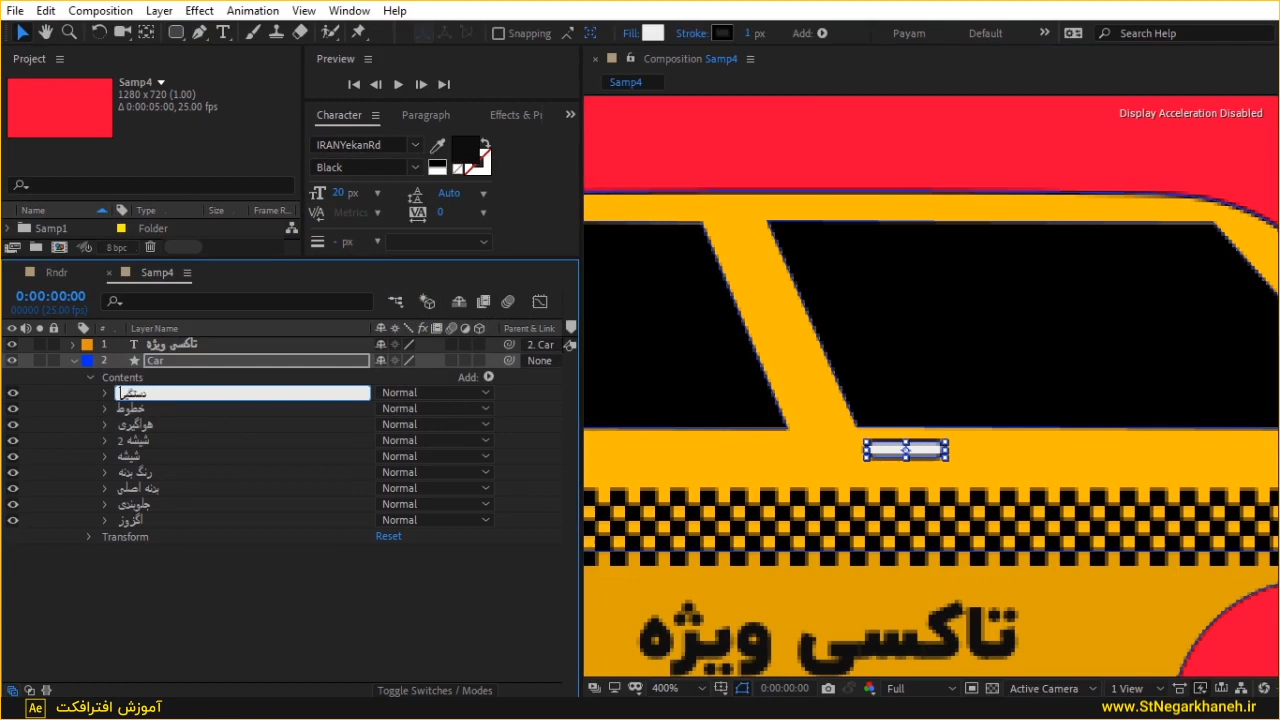 File Edit Composition Layer Effect Animation View Window Help
Snapping Fill: Stroke: 1 px Add: Payam Default Search Help
Project
Samp4
1280 x 720 (1.00)
Δ 0:00:05:00, 25.00 fps
Name Type Size Frame R...
Samp1 Folder
8 bpc
Preview
Character Paragraph Effects & Pr
IRANYekanRd
Black
20 px Auto
Metrics 0
- px
Composition Samp4
Samp4
Display Acceleration Disabled
تاکسی ویژه
400% 0:00:00:00 Full Active Camera 1 View
Rndr Samp4
0:00:00:00
00000 (25.00 fps)
# Layer Name Parent & Link
1 T تاکسی ویژه 2. Car
2 Car None
Contents Add:
دستگیر Normal
خطوط Normal
هواگیری Normal
شیشه 2 Normal
شیشه Normal
رنگ بدنه Normal
بدنه اصلی Normal
جلوبندی Normal
اگزوز Normal
Transform Reset
Toggle Switches / Modes
Ae آموزش افترافکت
www.StNegarkhaneh.ir